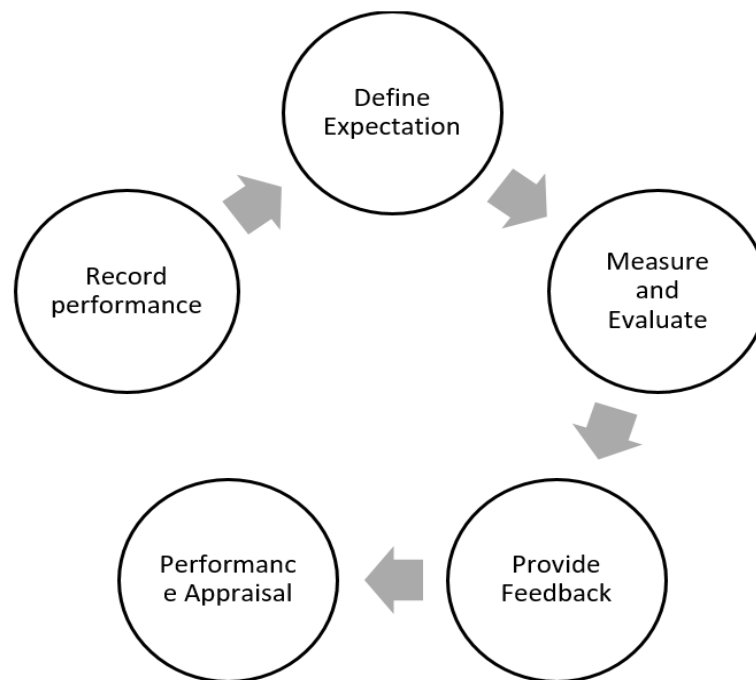 Define
Expectation
Measure
and
Evaluate
Provide
Feedback
Performanc
e Appraisal
Record
performance